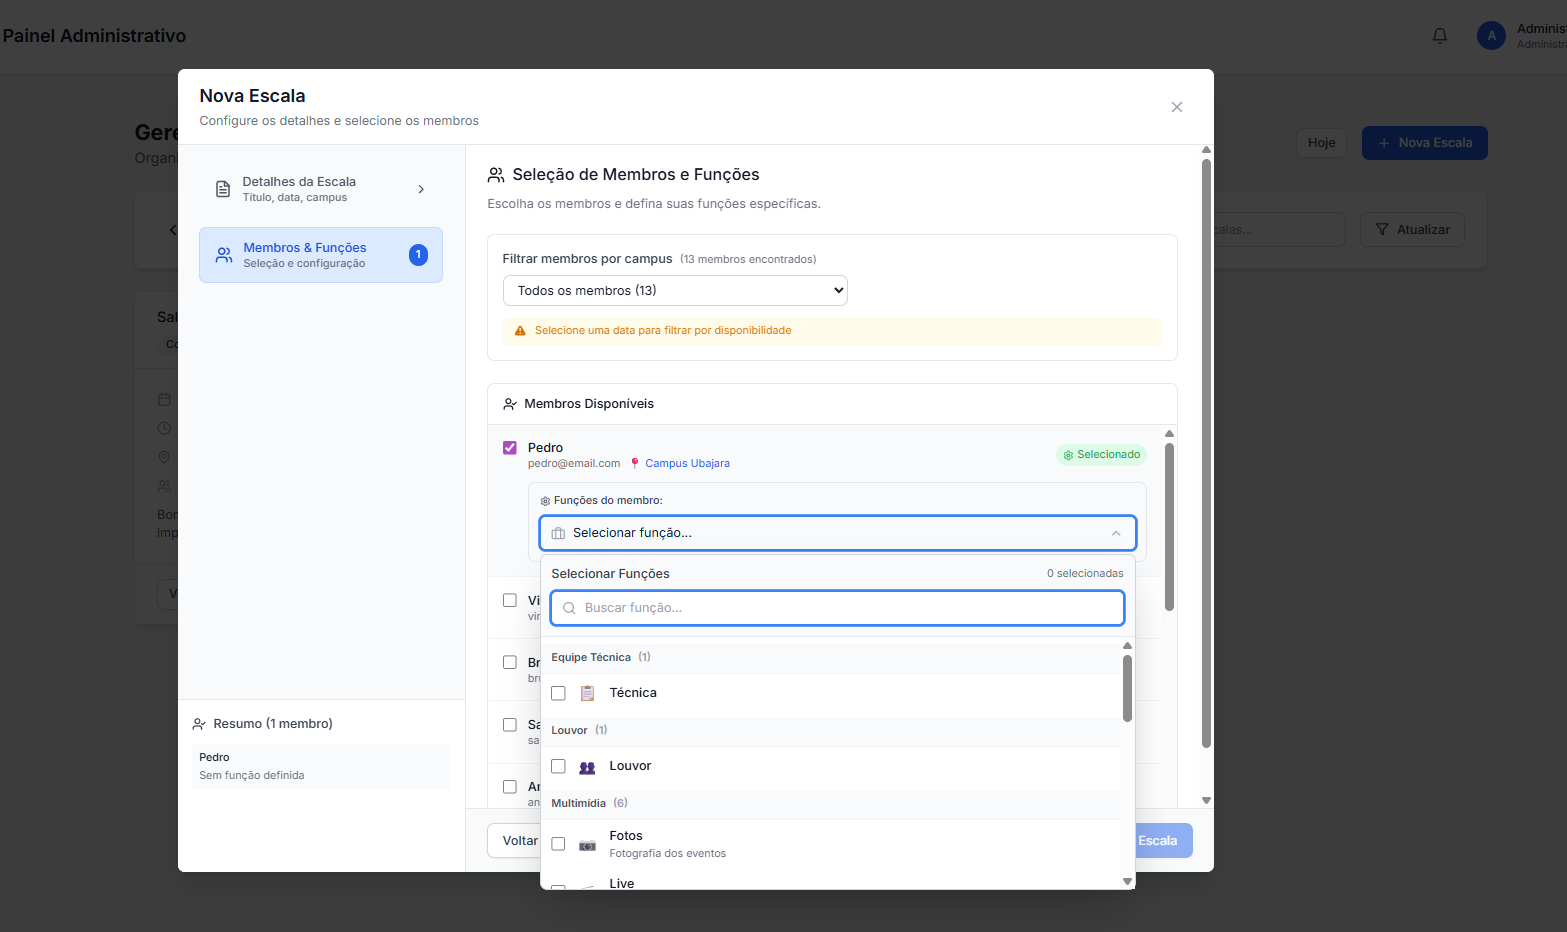 Painel Administrativo
A
Adminis
Administra
Nova Escala
Configure os detalhes e selecione os membros
Gere
Organi
Hoje
+ Nova Escala
Detalhes da Escala
Título, data, campus
Membros & Funções
Seleção e configuração
1
Seleção de Membros e Funções
Escolha os membros e defina suas funções específicas.
calas...
Atualizar
Filtrar membros por campus (13 membros encontrados)
Todos os membros (13)
Selecione uma data para filtrar por disponibilidade
Sal
Co
Bor
imp
V
Membros Disponíveis
Pedro
pedro@email.com Campus Ubajara
Selecionado
Funções do membro:
Selecionar função...
Selecionar Funções
0 selecionadas
Buscar função...
Vi
vir
Br
bru
Sa
sa
Ar
an
Equipe Técnica (1)
Técnica
Louvor (1)
Louvor
Multimídia (6)
Fotos
Fotografia dos eventos
Live
Resumo (1 membro)
Pedro
Sem função definida
Voltar
Escala